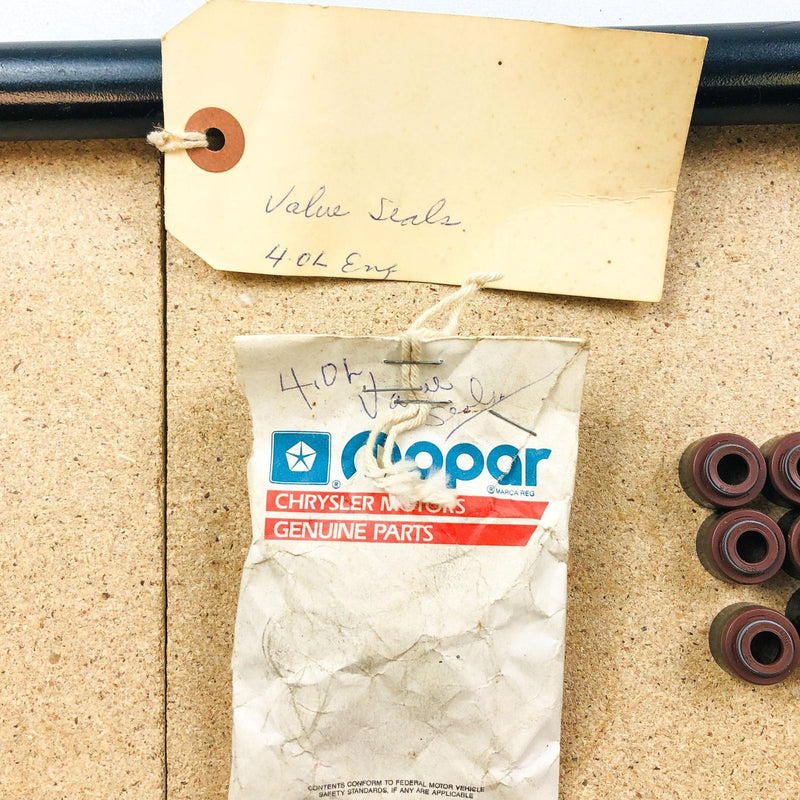 Valve Seals.
4.0L Eng
4.0L Valve
Seals
Mopar
® ® MARCA REG
CHRYSLER MOTORS
GENUINE PARTS
CONTENTS CONFORM TO FEDERAL MOTOR VEHICLE
SAFETY STANDARDS, IF ANY ARE APPLICABLE